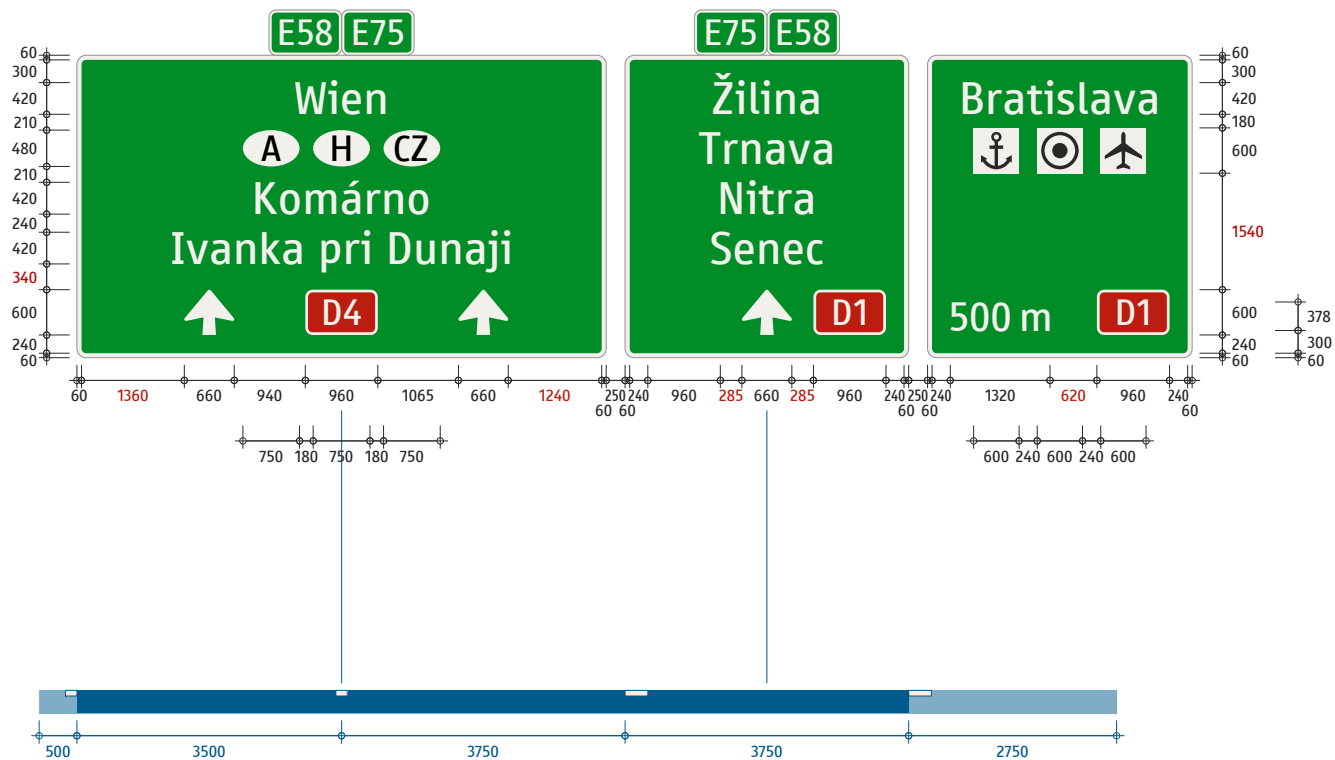 E58 E75
E75 E58
Wien
A H CZ
Komárno
Ivanka pri Dunaji
D4
Žilina
Trnava
Nitra
Senec
D1
Bratislava
500 m D1
60
300
420
210
480
210
420
240
420
340
600
240
60
60
300
420
180
600
1540
600
240
60
378
300
60
60 1360 660 940 960 1065 660 1240 60 250 60 240 960 285 660 285 960 240 60 250 60 240 1320 620 960 240 60
750 180 750 180 750
600 240 600 240 600
500 3500 3750 3750 2750